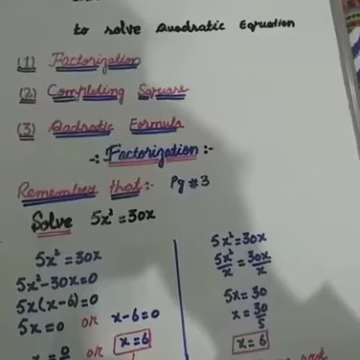 to solve Quadratic Equation
(1) Factorization
(2) Completing Square
(3) Qadratic Formula
-: Factorization :-
Remember that:- Pg # 3
Solve 5x² = 30x
5x² = 30x
5x² - 30x = 0
5x(x-6) = 0
5x = 0 or x-6=0
or x = 6
5x² = 30x
5x²/x = 30x/x
5x = 30
x = 30/5
x = 6